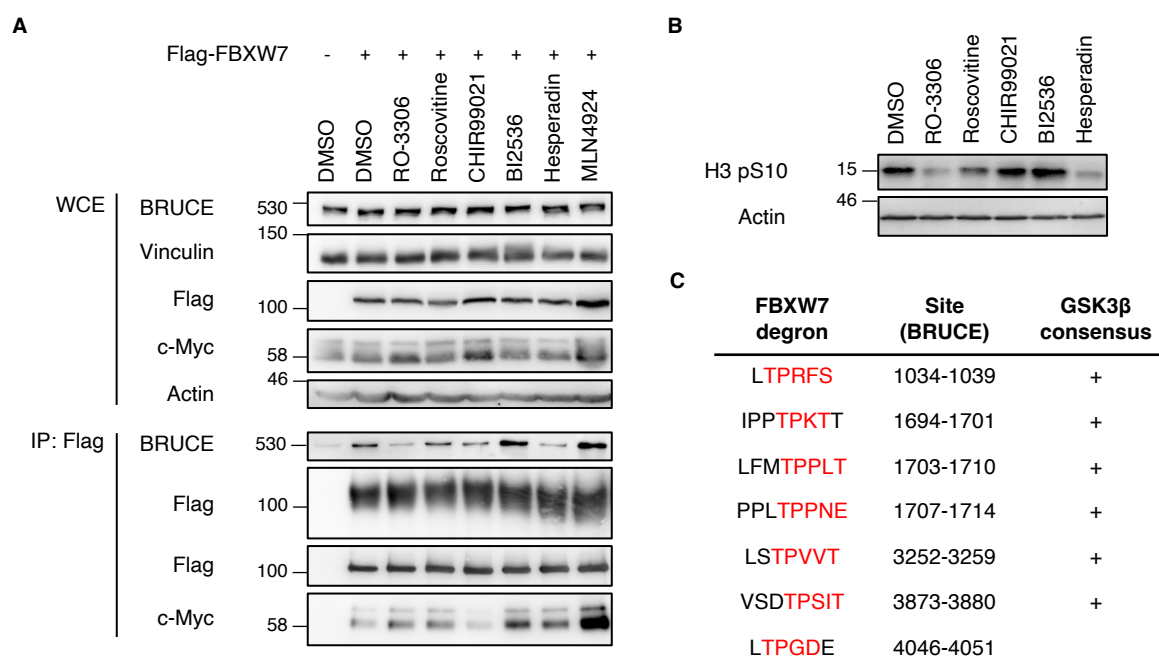 A
Flag-FBXW7 - + + + + + + +
DMSO DMSO RO-3306 Roscovitine CHIR99021 BI2536 Hesperadin MLN4924
WCE
BRUCE 530
150
Vinculin
Flag 100
c-Myc 58
46
Actin
IP: Flag
BRUCE 530
Flag 100
Flag 100
c-Myc 58
B
DMSO RO-3306 Roscovitine CHIR99021 BI2536 Hesperadin
H3 pS10 15
46
Actin
C
FBXW7 degron Site (BRUCE) GSK3β consensus
LTPRFS 1034-1039 +
IPPTPKTT 1694-1701 +
LFMTPPLT 1703-1710 +
PPLTPPNE 1707-1714 +
LSTPVVT 3252-3259 +
VSDTPSIT 3873-3880 +
LTPGDE 4046-4051